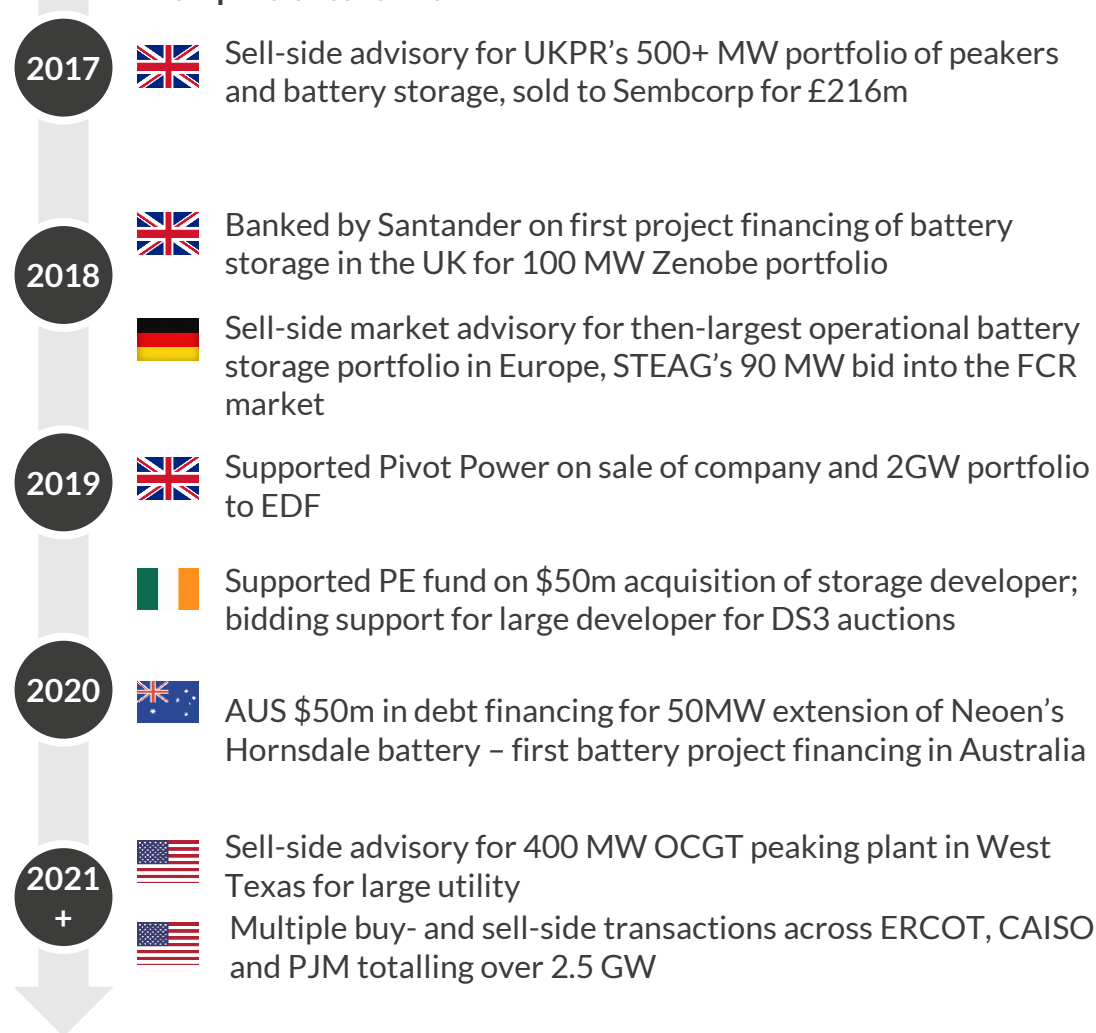 2017
Sell-side advisory for UKPR’s 500+ MW portfolio of peakers
and battery storage, sold to Sembcorp for £216m
2018
Banked by Santander on first project financing of battery
storage in the UK for 100 MW Zenobe portfolio
Sell-side market advisory for then-largest operational battery
storage portfolio in Europe, STEAG’s 90 MW bid into the FCR
market
2019
Supported Pivot Power on sale of company and 2GW portfolio
to EDF
Supported PE fund on $50m acquisition of storage developer;
bidding support for large developer for DS3 auctions
2020
AUS $50m in debt financing for 50MW extension of Neoen’s
Hornsdale battery – first battery project financing in Australia
2021
+
Sell-side advisory for 400 MW OCGT peaking plant in West
Texas for large utility
Multiple buy- and sell-side transactions across ERCOT, CAISO
and PJM totalling over 2.5 GW